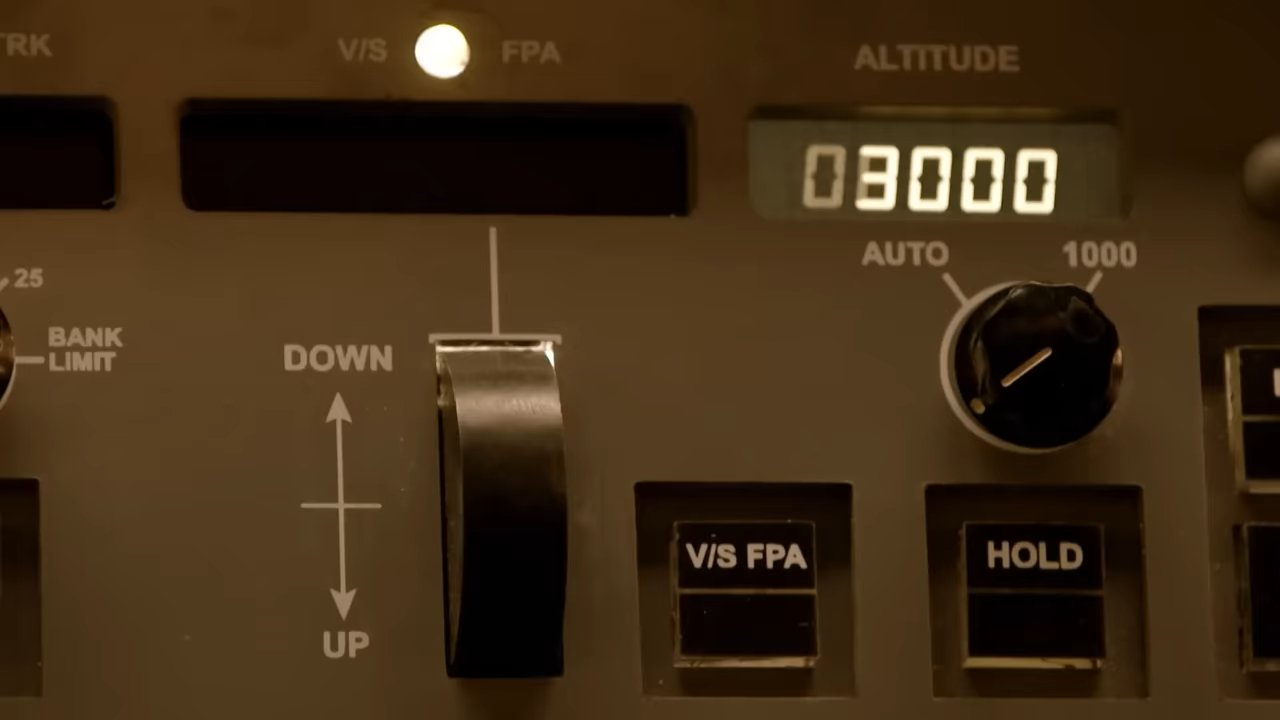 TRK
V/S FPA
ALTITUDE
03000
AUTO 1000
25
BANK
LIMIT
DOWN
UP
V/S FPA
HOLD